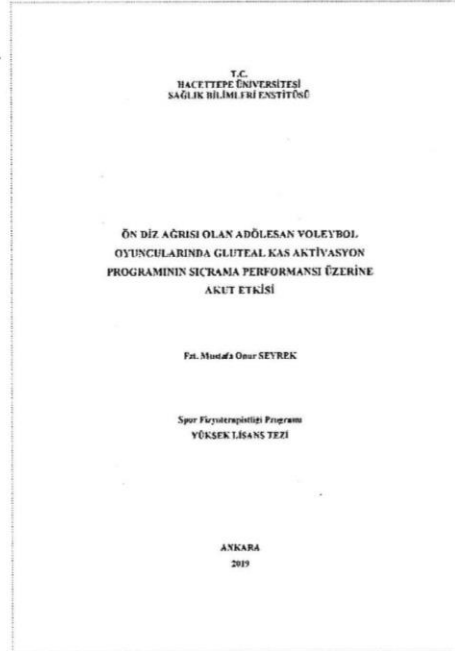 T.C.
HACETTEPE ÜNİVERSİTESİ
SAĞLIK BİLİMLERİ ENSTİTÜSÜ
ÖN DİZ AĞRISI OLAN ADÖLESAN VOLEYBOL
OYUNCULARINDA GLUTEAL KAS AKTİVASYON
PROGRAMININ SIÇRAMA PERFORMANSI ÜZERİNE
AKUT ETKİSİ
Fzt. Mustafa Onur SEYREK
Spor Fizyoterapistliği Programı
YÜKSEK LİSANS TEZİ
ANKARA
2019